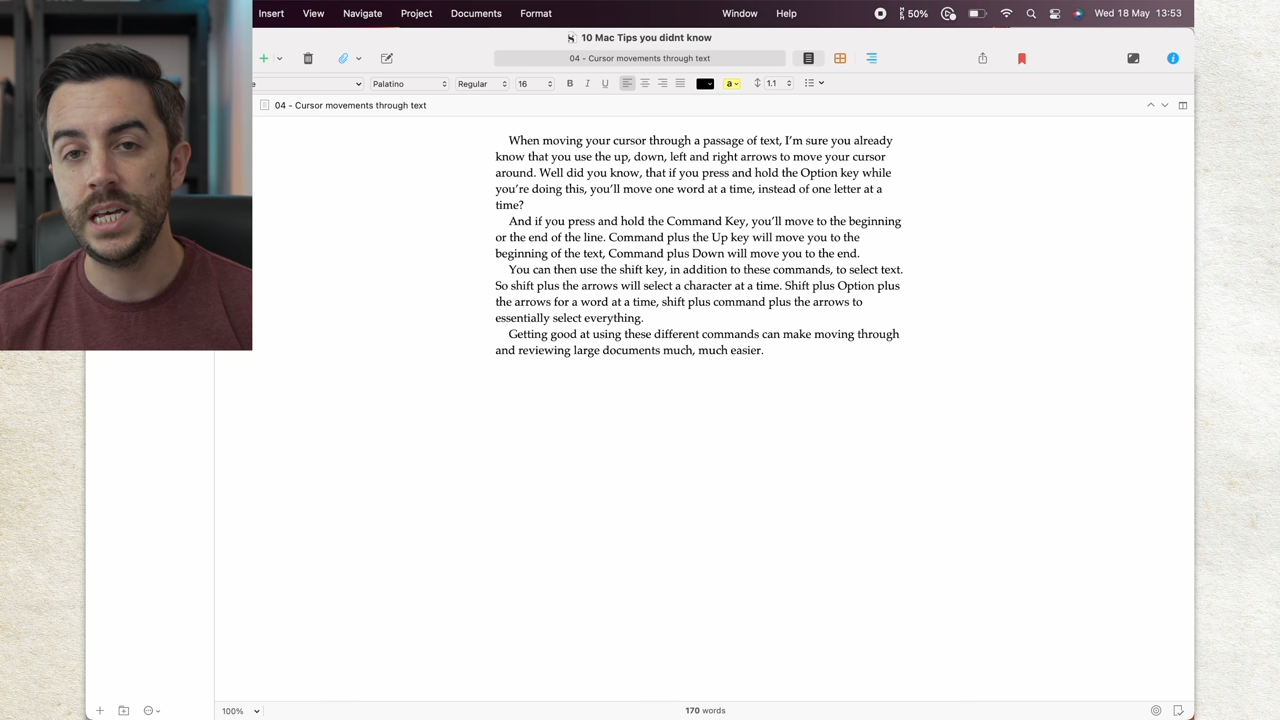 Insert View Navigate Project Documents Format Window Help 50% Wed 18 May 13:53
10 Mac Tips you didnt know
04 - Cursor movements through text
Palatino Regular 16 B I U a 1.1
04 - Cursor movements through text
When moving your cursor through a passage of text, I'm sure you already
know that you use the up, down, left and right arrows to move your cursor
around. Well did you know, that if you press and hold the Option key while
you're doing this, you'll move one word at a time, instead of one letter at a
time?
And if you press and hold the Command Key, you'll move to the beginning
or the end of the line. Command plus the Up key will move you to the
beginning of the text, Command plus Down will move you to the end.
You can then use the shift key, in addition to these commands, to select text.
So shift plus the arrows will select a character at a time. Shift plus Option plus
the arrows for a word at a time, shift plus command plus the arrows to
essentially select everything.
Getting good at using these different commands can make moving through
and reviewing large documents much, much easier.
100% 170 words